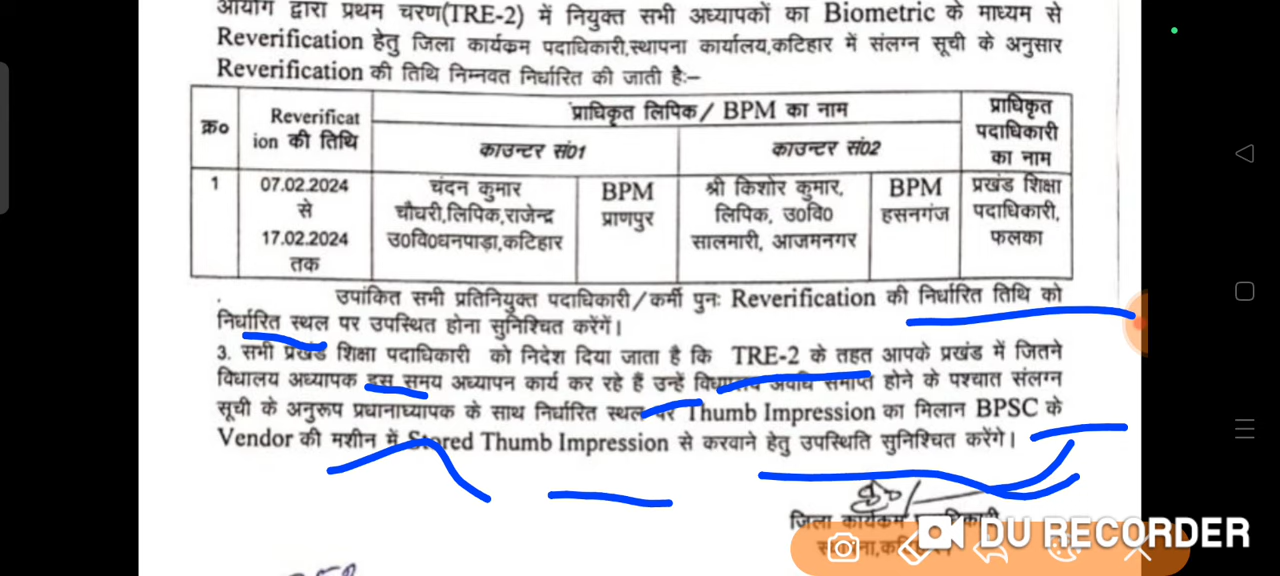 आयोग द्वारा प्रथम चरण(TRE-2) में नियुक्त सभी अध्यापकों का Biometric के माध्यम से
Reverification हेतु जिला कार्यक्रम पदाधिकारी,स्थापना कार्यालय,कटिहार में संलग्न सूची के अनुसार
Reverification की तिथि निम्नवत निर्धारित की जाती हैः–
क्र०
Reverificat
ion की तिथि
प्राधिकृत लिपिक/ BPM का नाम
काउन्टर सं01
काउन्टर सं02
प्राधिकृत
पदाधिकारी
का नाम
1
07.02.2024
से
17.02.2024
तक
चंदन कुमार
चौधरी,लिपिक,राजेन्द्र
उ0वि0धनपाड़ा,कटिहार
BPM
प्राणपुर
श्री किशोर कुमार,
लिपिक, उ०वि0
सालमारी, आजमनगर
BPM
हसनगंज
प्रखंड शिक्षा
पदाधिकारी,
फलका
उपांकित सभी प्रतिनियुक्त पदाधिकारी/कर्मी पुनः Reverification की निर्धारित तिथि को
निर्धारित स्थल पर उपस्थित होना सुनिश्चित करेंगें।
3. सभी प्रखंड शिक्षा पदाधिकारी को निदेश दिया जाता है कि TRE-2 के तहत आपके प्रखंड में जितने
विधालय अध्यापक इस समय अध्यापन कार्य कर रहे हैं उन्हें विधालय अवधि समाप्त होने के पश्चात संलग्न
सूची के अनुरूप प्रधानाध्यापक के साथ निर्धारित स्थल पर Thumb Impression का मिलान BPSC के
Vendor की मशीन में Stored Thumb Impression से करवाने हेतु उपस्थिति सुनिश्चित करेंगे।
जिला कार्यक्रम
DU RECORDER